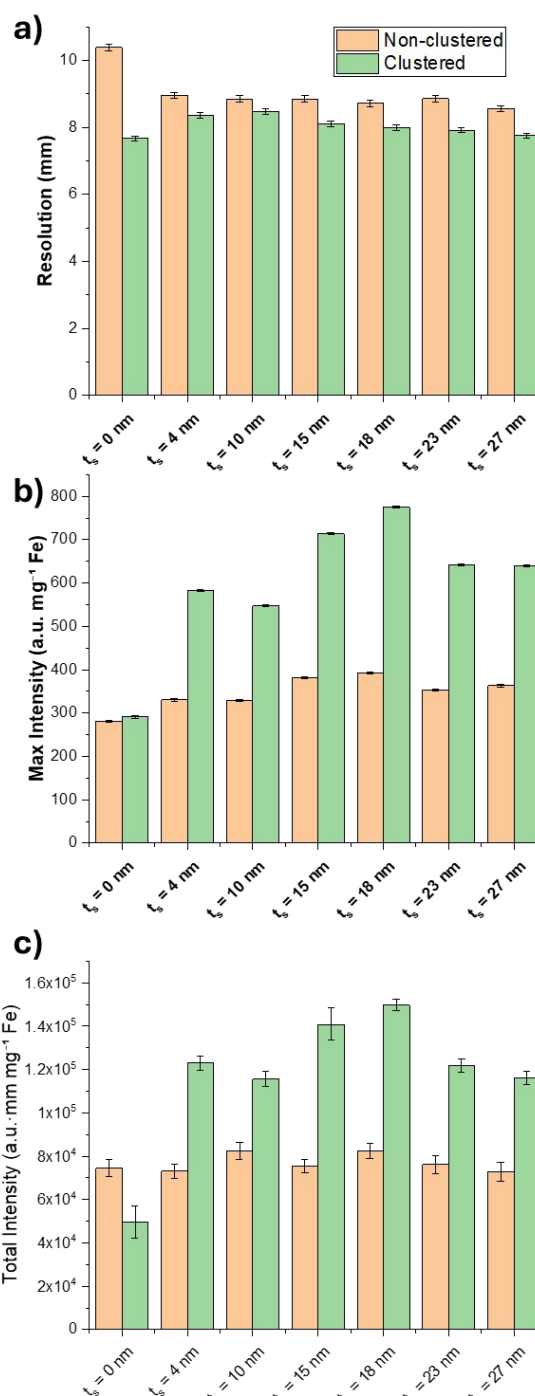 a)
Non-clustered
Clustered
10
8
6
4
2
0
Resolution (mm)
tₛ = 0 nm
tₛ = 4 nm
tₛ = 10 nm
tₛ = 15 nm
tₛ = 18 nm
tₛ = 23 nm
tₛ = 27 nm
b)
800
700
600
500
400
300
200
100
0
Max Intensity (a.u. mg⁻¹ Fe)
tₛ = 0 nm
tₛ = 4 nm
tₛ = 10 nm
tₛ = 15 nm
tₛ = 18 nm
tₛ = 23 nm
tₛ = 27 nm
c)
1.6x10⁵
1.4x10⁵
1.2x10⁵
1x10⁵
8x10⁴
6x10⁴
4x10⁴
2x10⁴
0
Total Intensity (a.u.·mm mg⁻¹ Fe)
tₛ = 0 nm
tₛ = 4 nm
tₛ = 10 nm
tₛ = 15 nm
tₛ = 18 nm
tₛ = 23 nm
tₛ = 27 nm